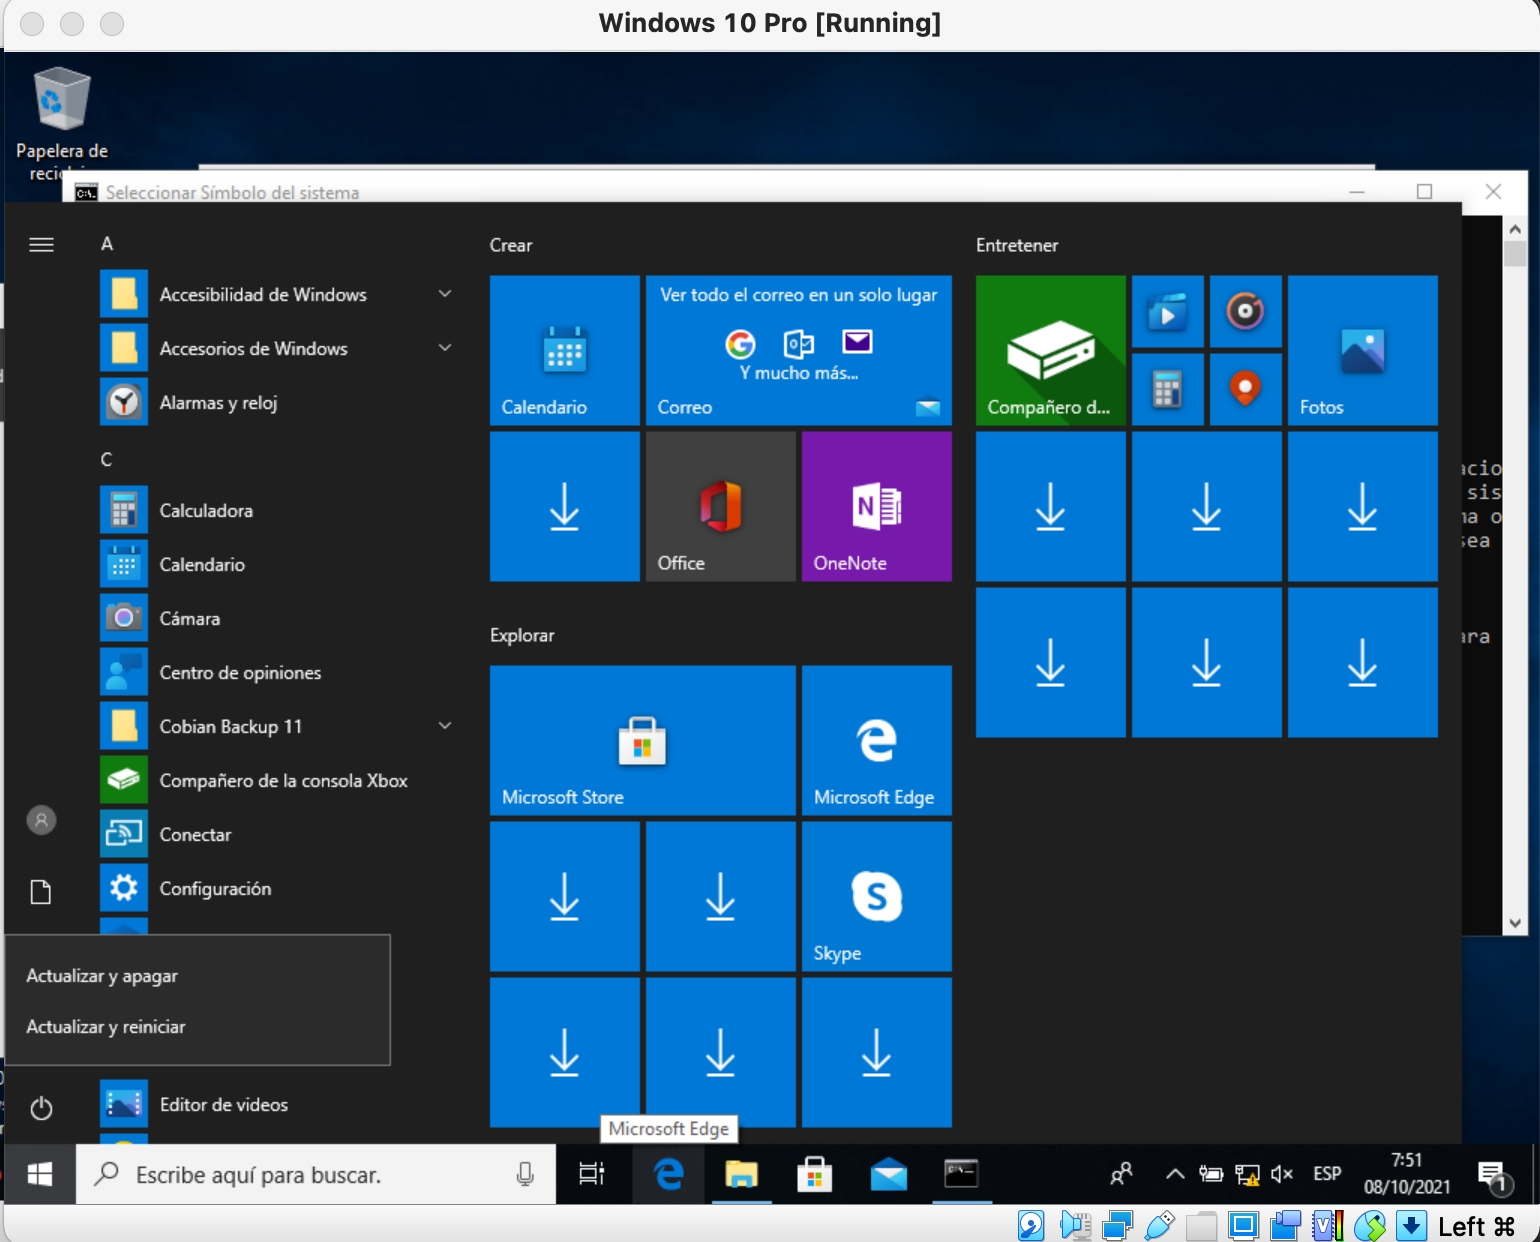 Windows 10 Pro [Running]
Papelera de
Seleccionar Símbolo del sistema
A
Accesibilidad de Windows
Accesorios de Windows
Alarmas y reloj
C
Calculadora
Calendario
Cámara
Centro de opiniones
Cobian Backup 11
Compañero de la consola Xbox
Conectar
Configuración
Actualizar y apagar
Actualizar y reiniciar
Editor de videos
Crear
Calendario
Ver todo el correo en un solo lugar
Y mucho más...
Correo
Office
OneNote
Explorar
Microsoft Store
Microsoft Edge
Skype
Entretener
Compañero d...
Fotos
acio
sis
ma o
sea
ara
Microsoft Edge
Escribe aquí para buscar.
ESP
7:51
08/10/2021
1
Left ⌘